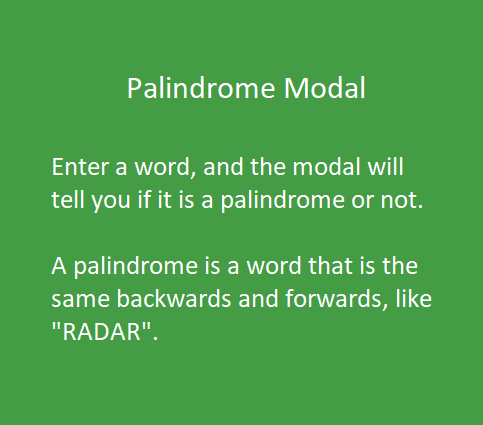 Palindrome Modal
Enter a word, and the modal will
tell you if it is a palindrome or not.
A palindrome is a word that is the
same backwards and forwards, like
"RADAR".